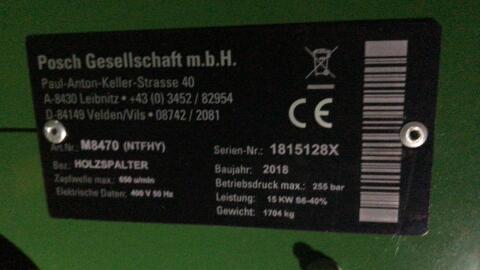 Posch Gesellschaft m.b.H.
Paul-Anton-Keller-Strasse 40
A-8430 Leibnitz • +43 (0) 3452 / 82954
D-84149 Velden/Vils • 08742 / 2081
CE
Art.Nr.: M8470 (NTFHY)
Serien-Nr.: 1815128X
Bez.: HOLZSPALTER
Baujahr: 2018
Zapfwelle max.: 650 u/min
Betriebsdruck max.: 255 bar
Elektrische Daten: 400 V 50 Hz
Leistung: 15 KW S6-40%
Gewicht: 1704 kg